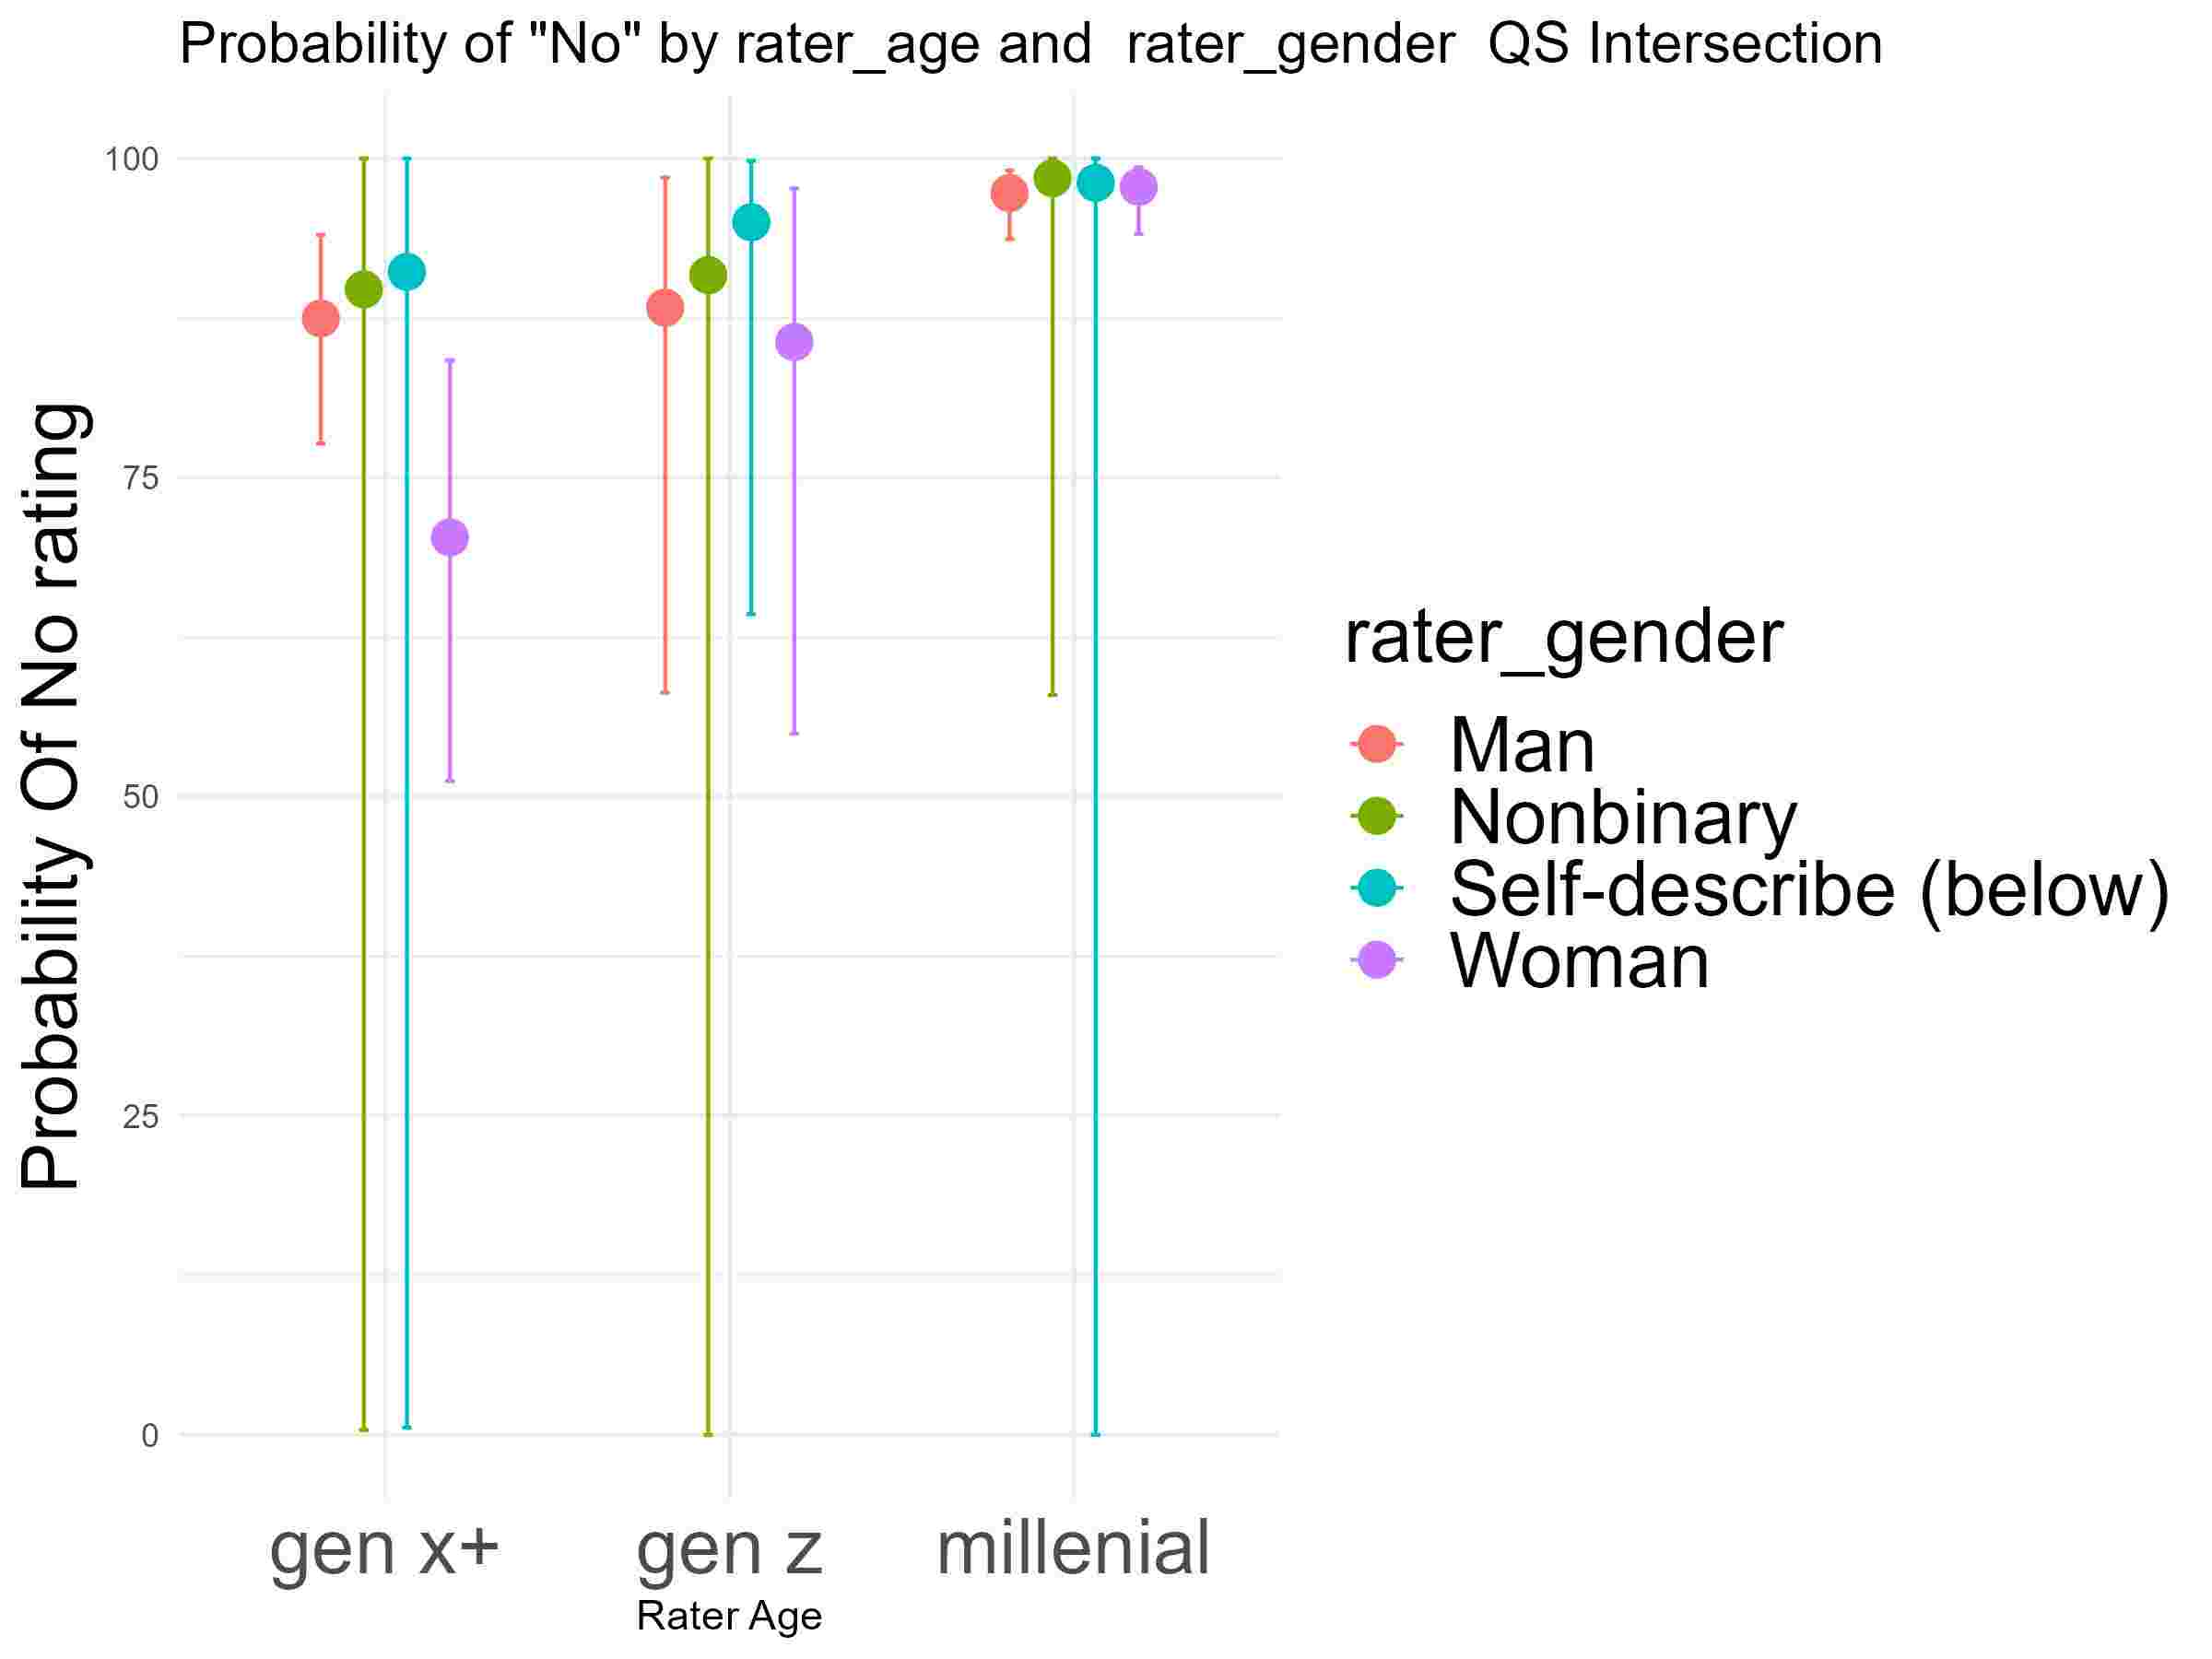 Probability of "No" by rater_age and  rater_gender  QS Intersection
Probability Of No rating
100
75
50
25
0
gen x+ gen z millenial
Rater Age
rater_gender
Man
Nonbinary
Self-describe (below)
Woman